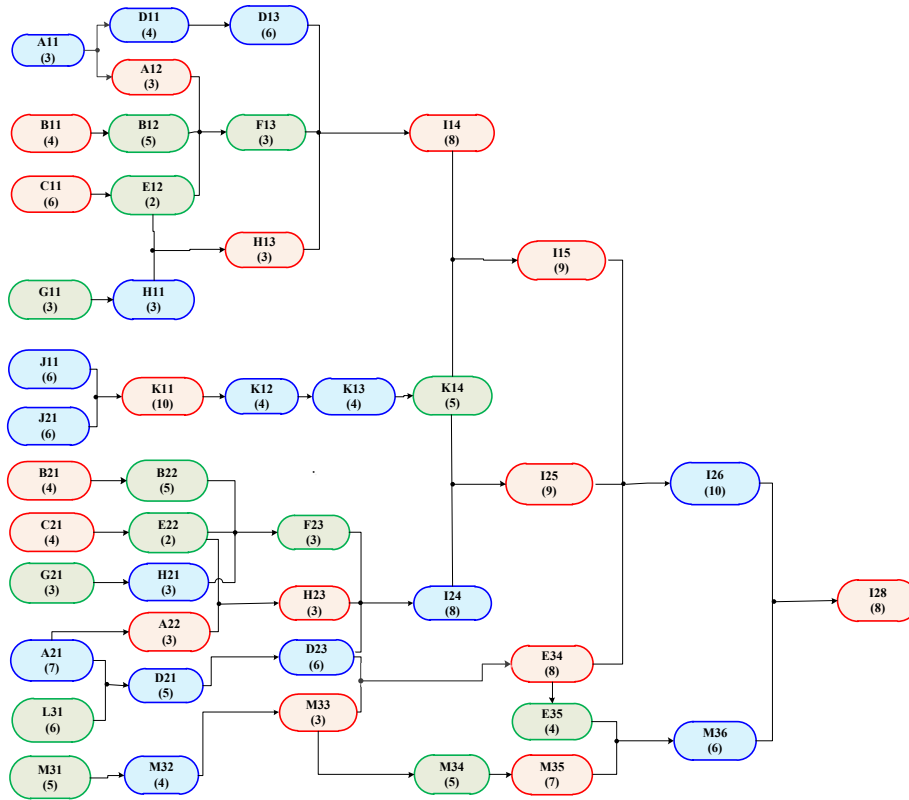 D11
(4)
D13
(6)
A11
(3)
A12
(3)
B11
(4)
B12
(5)
F13
(3)
I14
(8)
C11
(6)
E12
(2)
H13
(3)
I15
(9)
G11
(3)
H11
(3)
J11
(6)
K11
(10)
K12
(4)
K13
(4)
K14
(5)
J21
(6)
B21
(4)
B22
(5)
I25
(9)
I26
(10)
C21
(4)
E22
(2)
F23
(3)
G21
(3)
H21
(3)
H23
(3)
I24
(8)
I28
(8)
A22
(3)
A21
(7)
D21
(5)
D23
(6)
E34
(8)
L31
(6)
M33
(3)
E35
(4)
M36
(6)
M31
(5)
M32
(4)
M34
(5)
M35
(7)